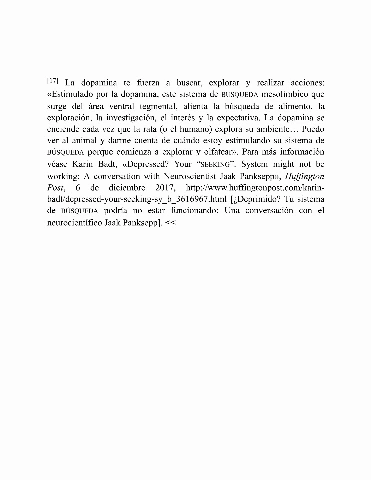 [17] La dopamina te fuerza a buscar, explorar y realizar acciones:
«Estimulado por la dopamina, este sistema de BÚSQUEDA mesolímbico que
surge del área ventral tegmental, alienta la búsqueda de alimento, la
exploración, la investigación, el interés y la expectativa. La dopamina se
enciende cada vez que la rata (o el humano) explora su ambiente… Puedo
ver al animal y darme cuenta de cuándo estoy estimulando su sistema de
BÚSQUEDA porque comienza a explorar y olfatear». Para más información
véase Karin Badt, «Depressed? Your “SEEKING”. System might not be
working: A conversation with Neuroscientist Jaak Panksepp», Huffington
Post, 6 de diciembre 2017, http://www.huffingtonpost.com/karin-
badt/depressed-your-seeking-sy_b_3616967.html [¿Deprimido? Tu sistema
de BÚSQUEDA podría no estar funcionando: Una conversación con el
neurocientífico Jaak Panksepp]. <<